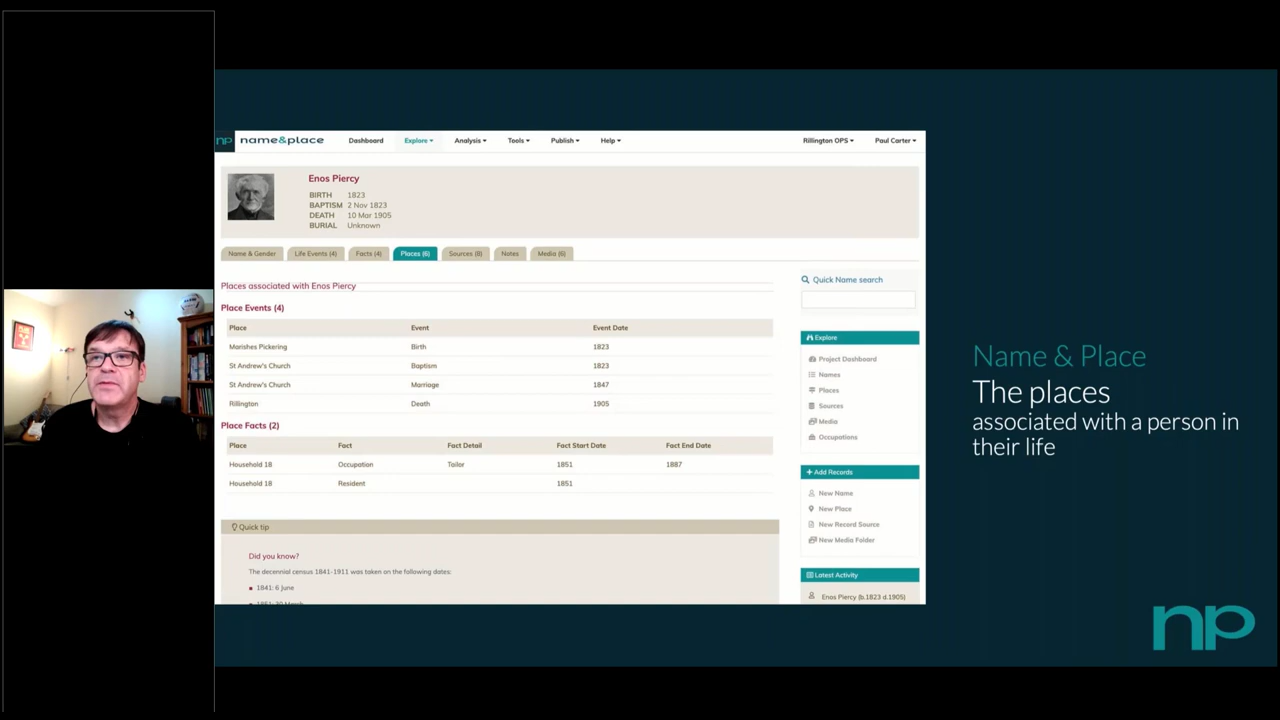 np name&place Dashboard Explore Analysis Tools Publish Help Rillington OPS Paul Carter
Enos Piercy
BIRTH 1823
BAPTISM 2 Nov 1823
DEATH 10 Mar 1905
BURIAL Unknown
Name & Gender Life Events (4) Facts (4) Places (6) Sources (8) Notes Media (6)
Places associated with Enos Piercy
Place Events (4)
Place Event Event Date
Marishes Pickering Birth 1823
St Andrew's Church Baptism 1823
St Andrew's Church Marriage 1847
Rillington Death 1905
Place Facts (2)
Place Fact Fact Detail Fact Start Date Fact End Date
Household 18 Occupation Tailor 1851 1887
Household 18 Resident 1851
Quick tip
Did you know?
The decennial census 1841-1911 was taken on the following dates:
1841: 6 June
1851: 30 March
Quick Name search
Explore
Project Dashboard
Names
Places
Sources
Media
Occupations
Add Records
New Name
New Place
New Record Source
New Media Folder
Latest Activity
Enos Piercy (b.1823 d.1905)
Name & Place
The places
associated with a person in
their life
np